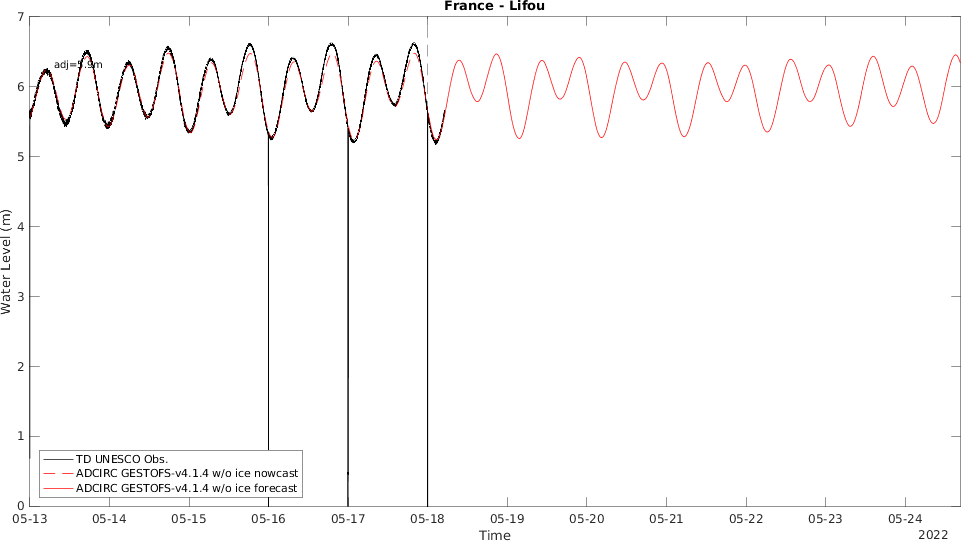 France - Lifou
7
6
5
4
3
2
1
0
Water Level (m)
adj=5.9m
TD UNESCO Obs.
ADCIRC GESTOFS-v4.1.4 w/o ice nowcast
ADCIRC GESTOFS-v4.1.4 w/o ice forecast
05-13 05-14 05-15 05-16 05-17 05-18 05-19 05-20 05-21 05-22 05-23 05-24
Time
2022